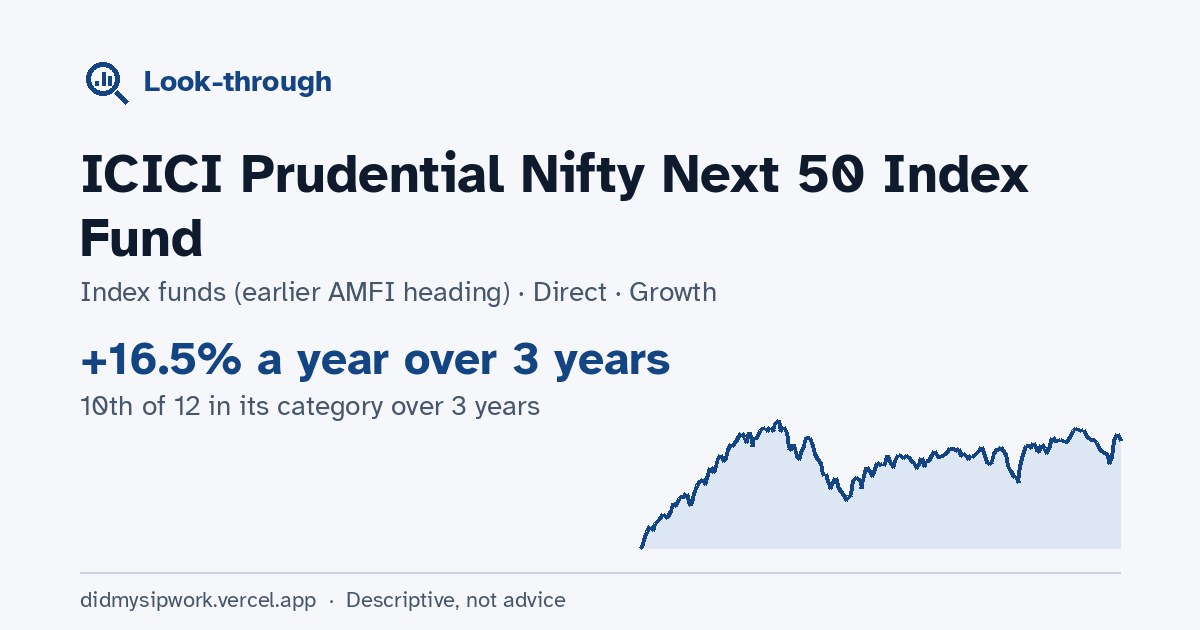 Look-through
ICICI Prudential Nifty Next 50 Index
Fund
Index funds (earlier AMFI heading) · Direct · Growth
+16.5% a year over 3 years
10th of 12 in its category over 3 years
didmysipwork.vercel.app · Descriptive, not advice